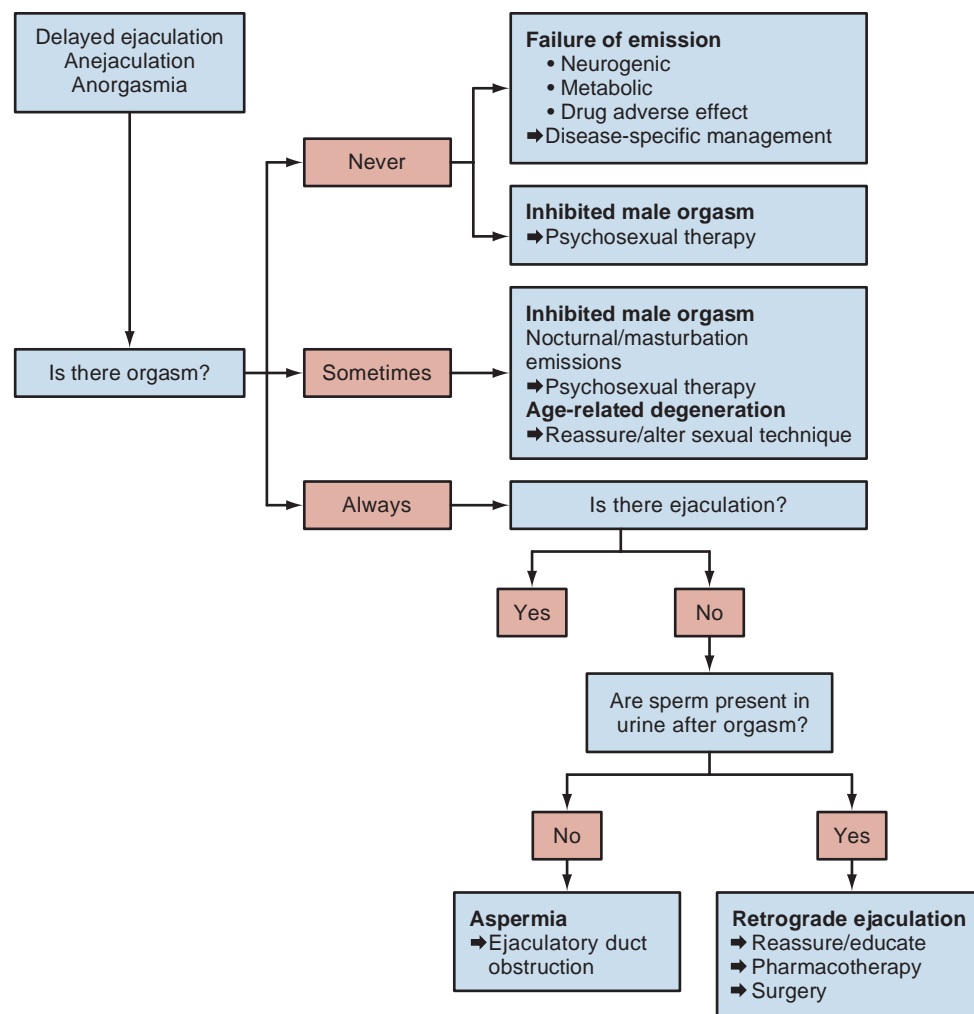 Delayed ejaculation
Anejaculation
Anorgasmia
Failure of emission
• Neurogenic
• Metabolic
• Drug adverse effect
➡Disease-specific management
Never
Inhibited male orgasm
➡Psychosexual therapy
Is there orgasm?
Sometimes
Inhibited male orgasm
Nocturnal/masturbation
emissions
➡Psychosexual therapy
Age-related degeneration
➡Reassure/alter sexual technique
Always
Is there ejaculation?
Yes
No
Are sperm present in
urine after orgasm?
No
Yes
Aspermia
➡Ejaculatory duct
obstruction
Retrograde ejaculation
➡ Reassure/educate
➡ Pharmacotherapy
➡ Surgery